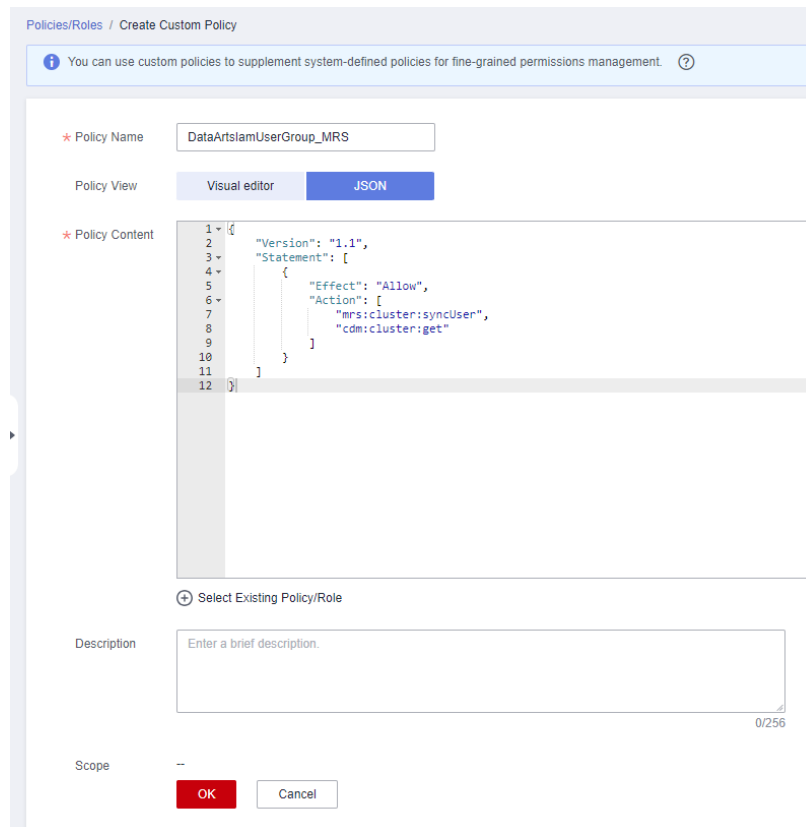 Policies/Roles / Create Custom Policy
You can use custom policies to supplement system-defined policies for fine-grained permissions management.
* Policy Name DataArtsIamUserGroup_MRS
Policy View Visual editor JSON
* Policy Content
1 {
2 "Version": "1.1",
3 "Statement": [
4 {
5 "Effect": "Allow",
6 "Action": [
7 "mrs:cluster:syncUser",
8 "cdm:cluster:get"
9 ]
10 }
11 ]
12 }
Select Existing Policy/Role
Description Enter a brief description.
0/256
Scope --
OK Cancel